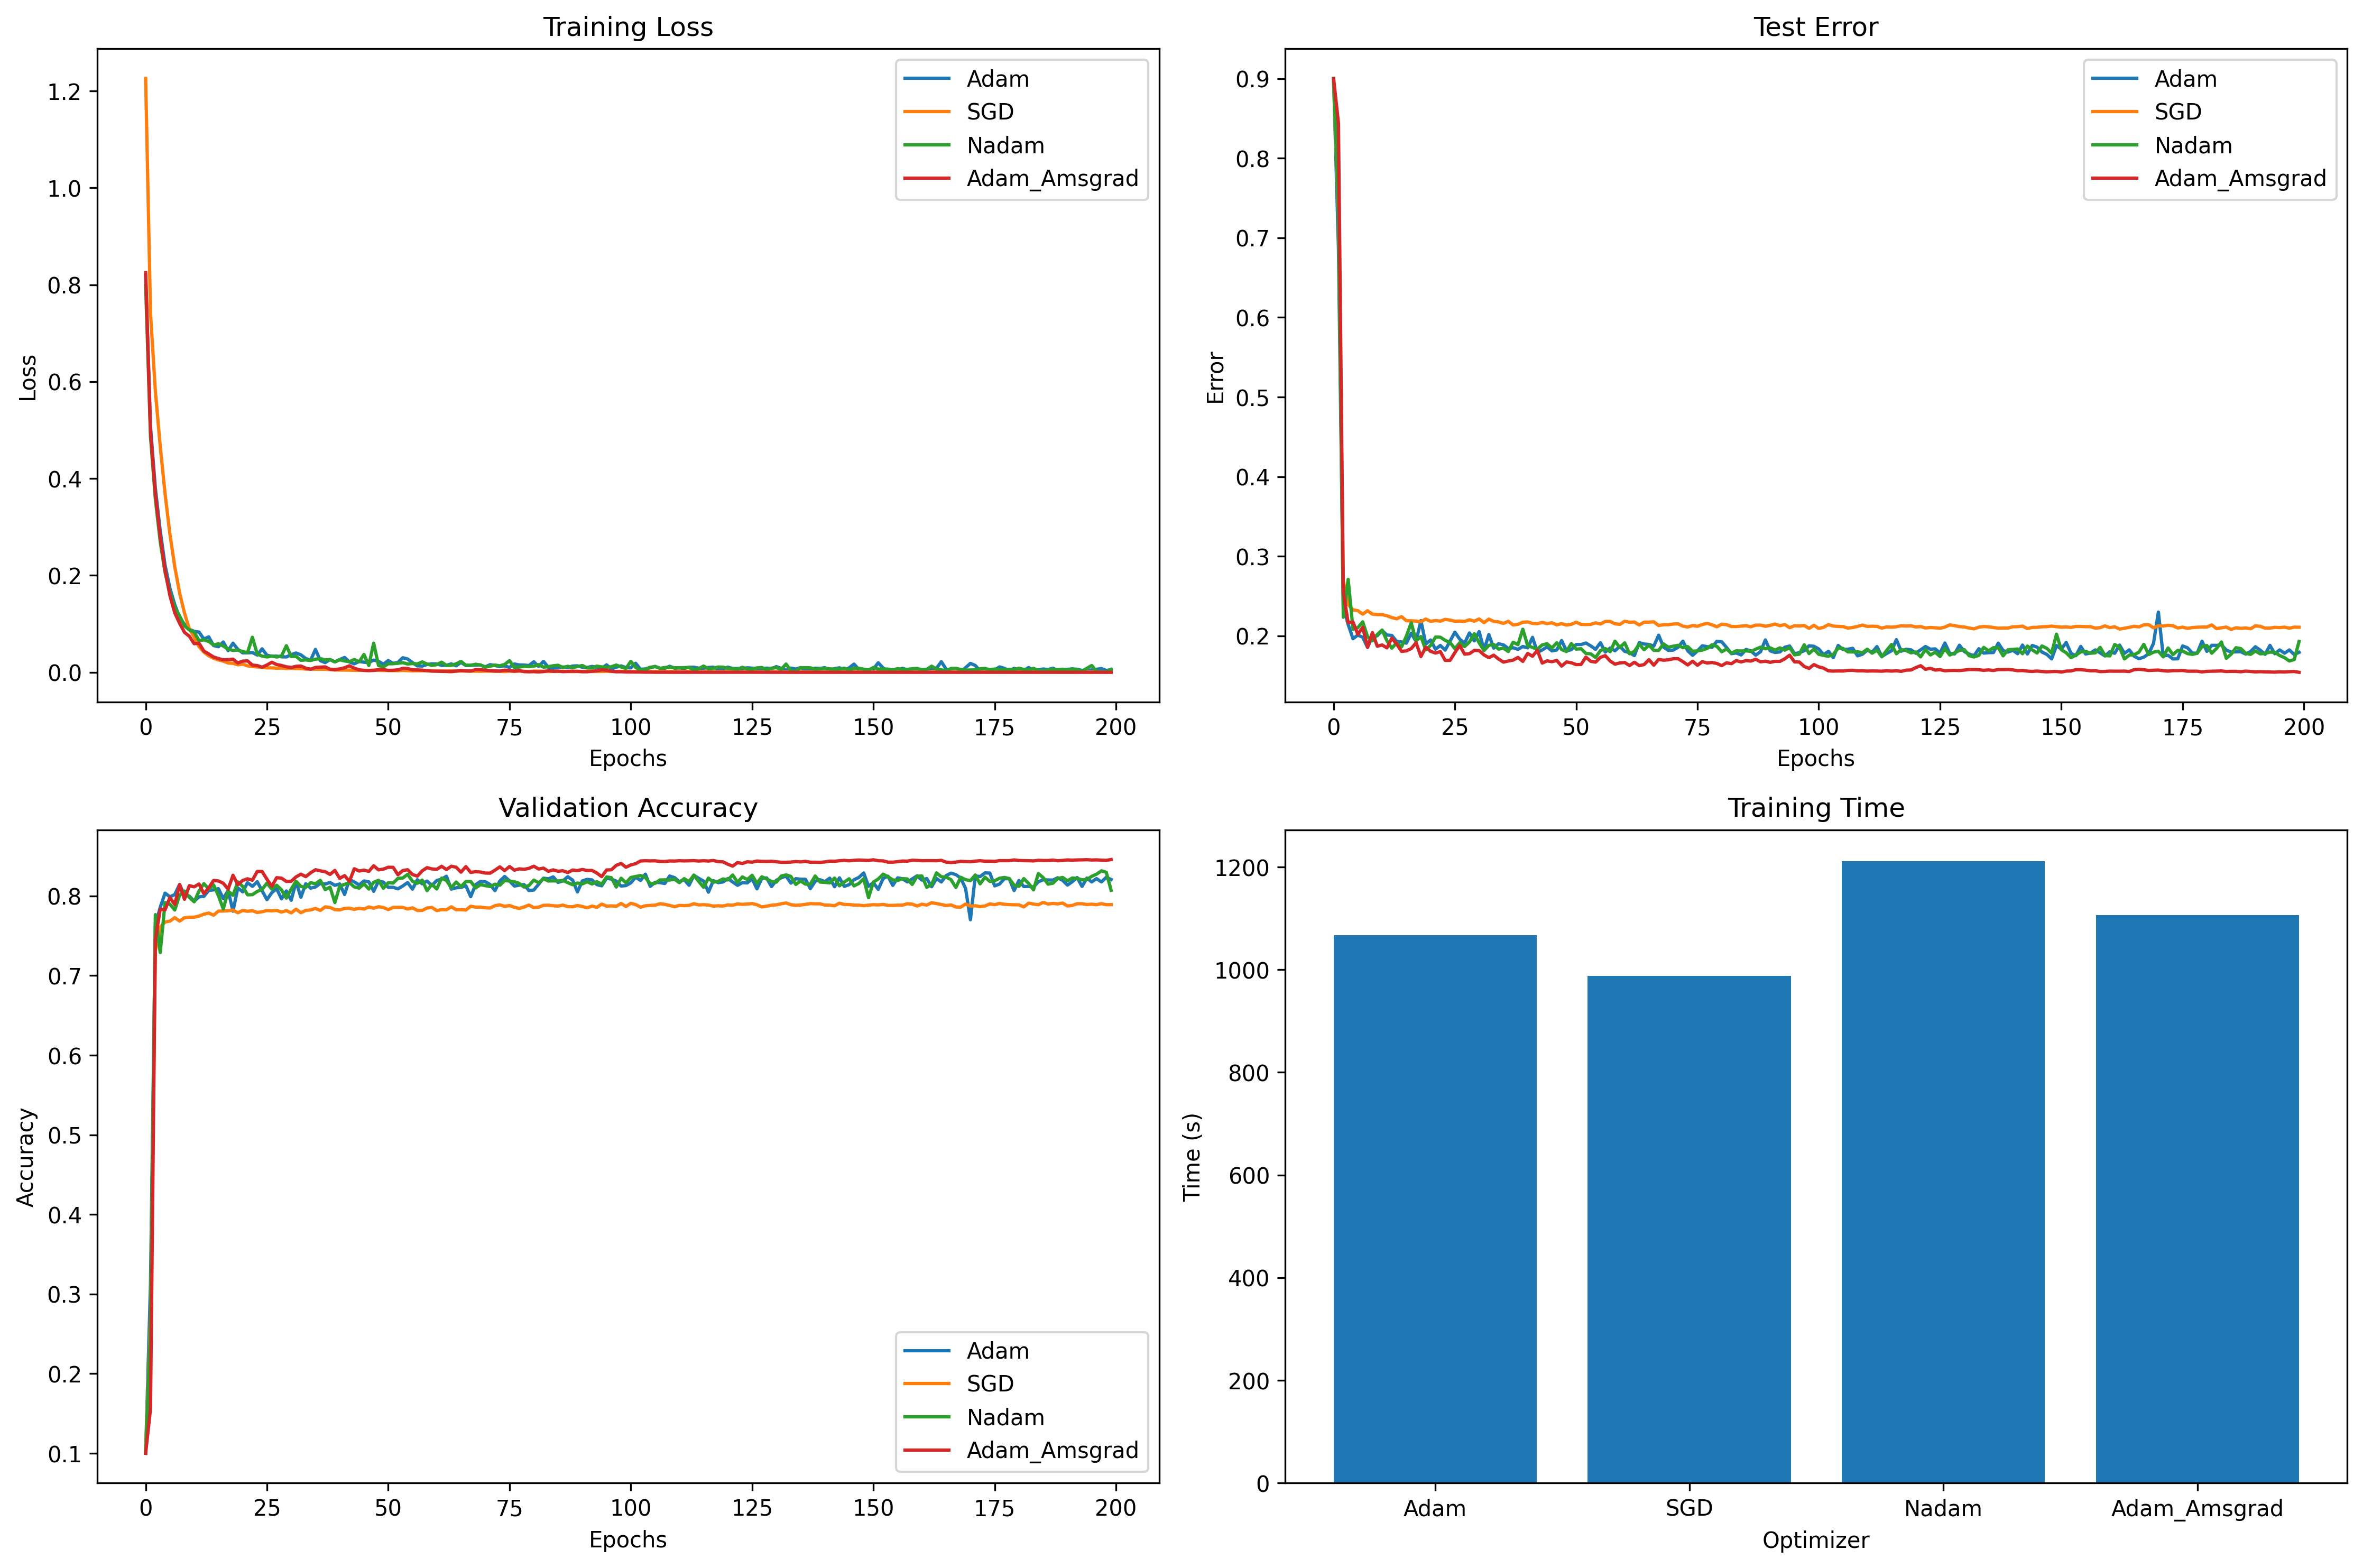 Training Loss
Loss
1.2
1.0
0.8
0.6
0.4
0.2
0.0
Adam
SGD
Nadam
Adam_Amsgrad
0 25 50 75 100 125 150 175 200
Epochs
Test Error
Error
0.9
0.8
0.7
0.6
0.5
0.4
0.3
0.2
Adam
SGD
Nadam
Adam_Amsgrad
0 25 50 75 100 125 150 175 200
Epochs
Validation Accuracy
Accuracy
0.8
0.7
0.6
0.5
0.4
0.3
0.2
0.1
Adam
SGD
Nadam
Adam_Amsgrad
0 25 50 75 100 125 150 175 200
Epochs
Training Time
Time (s)
1200
1000
800
600
400
200
0
Adam SGD Nadam Adam_Amsgrad
Optimizer